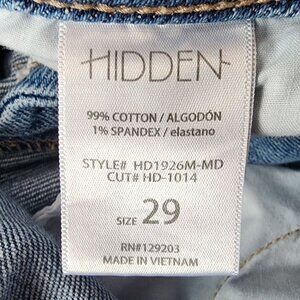 HIDDEN
99% COTTON / ALGODÓN
1% SPANDEX / elastano
STYLE# HD1926M-MD
CUT# HD-1014
SIZE 29
RN#129203
MADE IN VIETNAM